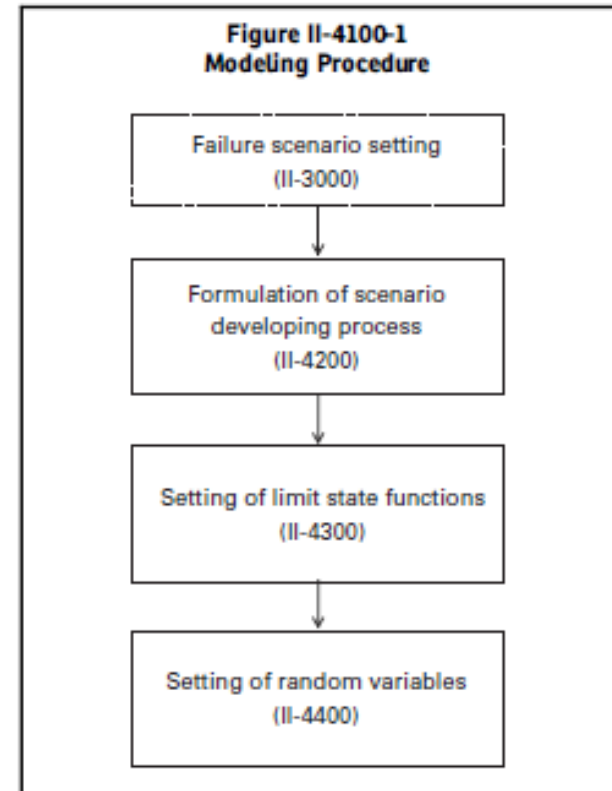 Figure II-4100-1
Modeling Procedure
Failure scenario setting
(II-3000)
Formulation of scenario
developing process
(II-4200)
Setting of limit state functions
(II-4300)
Setting of random variables
(II-4400)